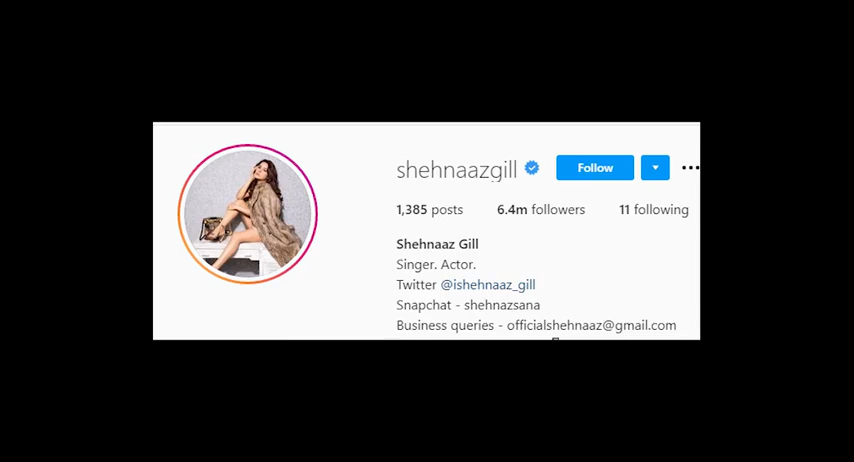 shehnaazgill Follow
1,385 posts 6.4m followers 11 following
Shehnaaz Gill
Singer. Actor.
Twitter @ishehnaaz_gill
Snapchat - shehnazsana
Business queries - officialshehnaaz@gmail.com